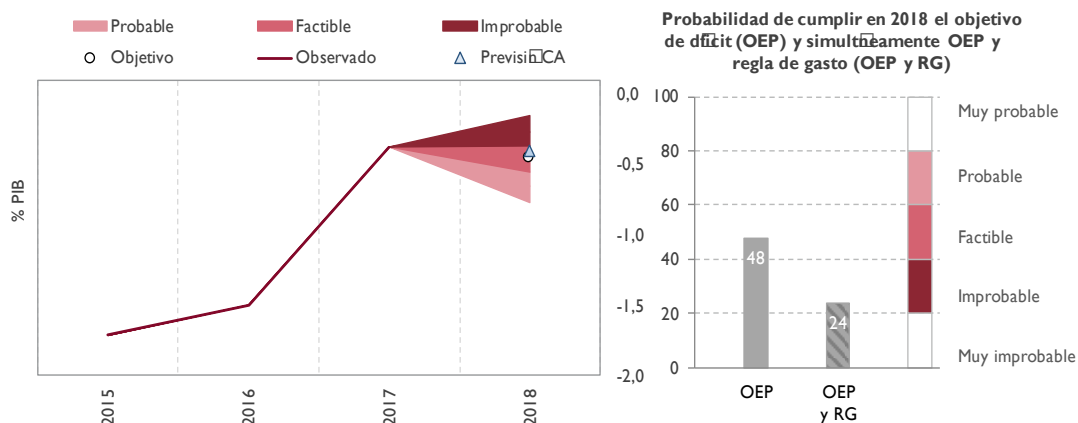 Probable
Factible
Improbable
Objetivo
Observado
Previsi□CA
% PIB
0,0
-0,5
-1,0
-1,5
-2,0
2015
2016
2017
2018
Probabilidad de cumplir en 2018 el objetivo
de d□icit (OEP) y simult□eamente OEP y
regla de gasto (OEP y RG)
100
80
60
40
20
0
48
24
OEP
OEP
y RG
Muy probable
Probable
Factible
Improbable
Muy improbable